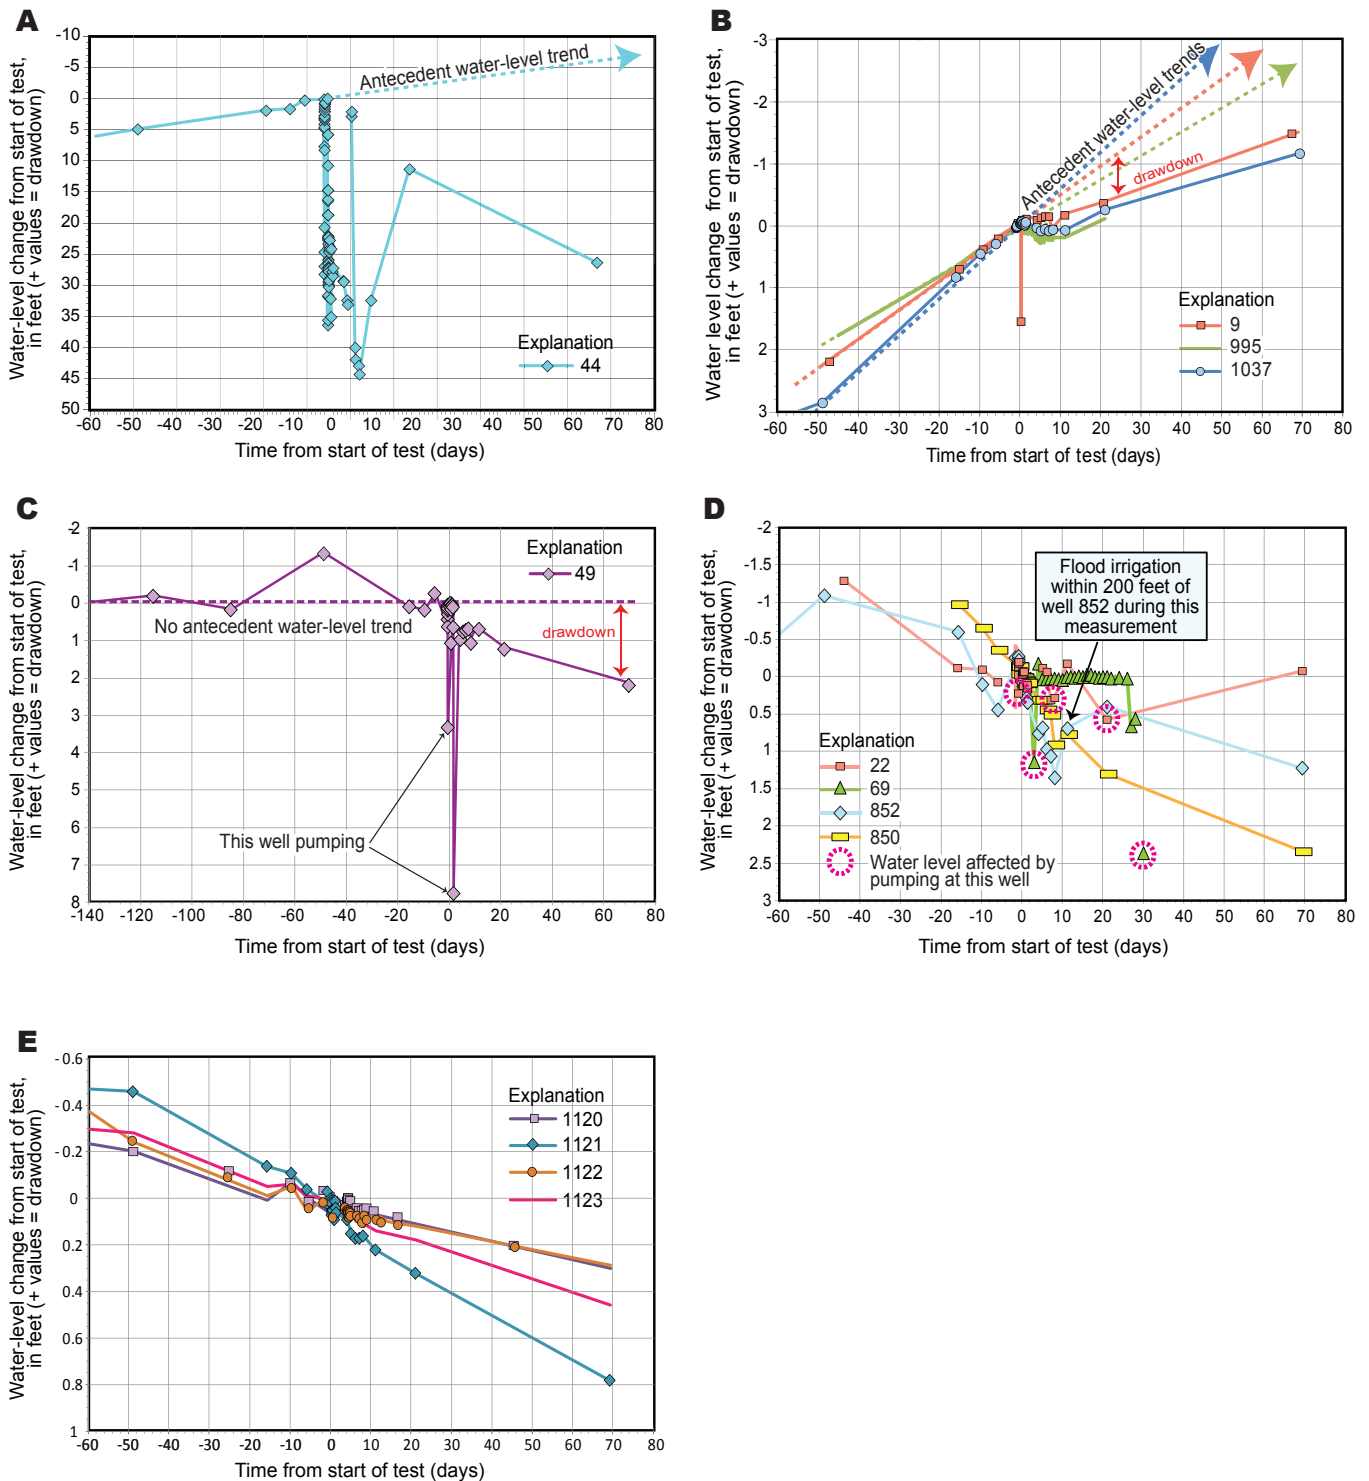 A
Water-level change from start of test,
in feet (+ values = drawdown)
-10
-5
0
5
10
15
20
25
30
35
40
45
50
Antecedent water-level trend
Explanation
44
-60 -50 -40 -30 -20 -10 0 10 20 30 40 50 60 70 80
Time from start of test (days)
B
Water level change from start of test,
in feet (+ values = drawdown)
-3
-2
-1
0
1
2
3
Antecedent water-level trends
drawdown
Explanation
9
995
1037
-60 -50 -40 -30 -20 -10 0 10 20 30 40 50 60 70 80
Time from start of test (days)
C
Water-level change from start of test,
in feet (+ values = drawdown)
-2
-1
0
1
2
3
4
5
6
7
8
Explanation
49
No antecedent water-level trend
drawdown
This well pumping
-140 -120 -100 -80 -60 -40 -20 0 20 40 60 80
Time from start of test (days)
D
Water-level change from start of test,
in feet (+ values = drawdown)
-2
-1.5
-1
-0.5
0
0.5
1
1.5
2
2.5
3
Flood irrigation
within 200 feet of
well 852 during this
measurement
Explanation
22
69
852
850
Water level affected by
pumping at this well
-60 -50 -40 -30 -20 -10 0 10 20 30 40 50 60 70 80
Time from start of test (days)
E
Water-level change from start of test,
in feet (+ values = drawdown)
-0.6
-0.4
-0.2
0
0.2
0.4
0.6
0.8
1
Explanation
1120
1121
1122
1123
-60 -50 -40 -30 -20 -10 0 10 20 30 40 50 60 70 80
Time from start of test (days)